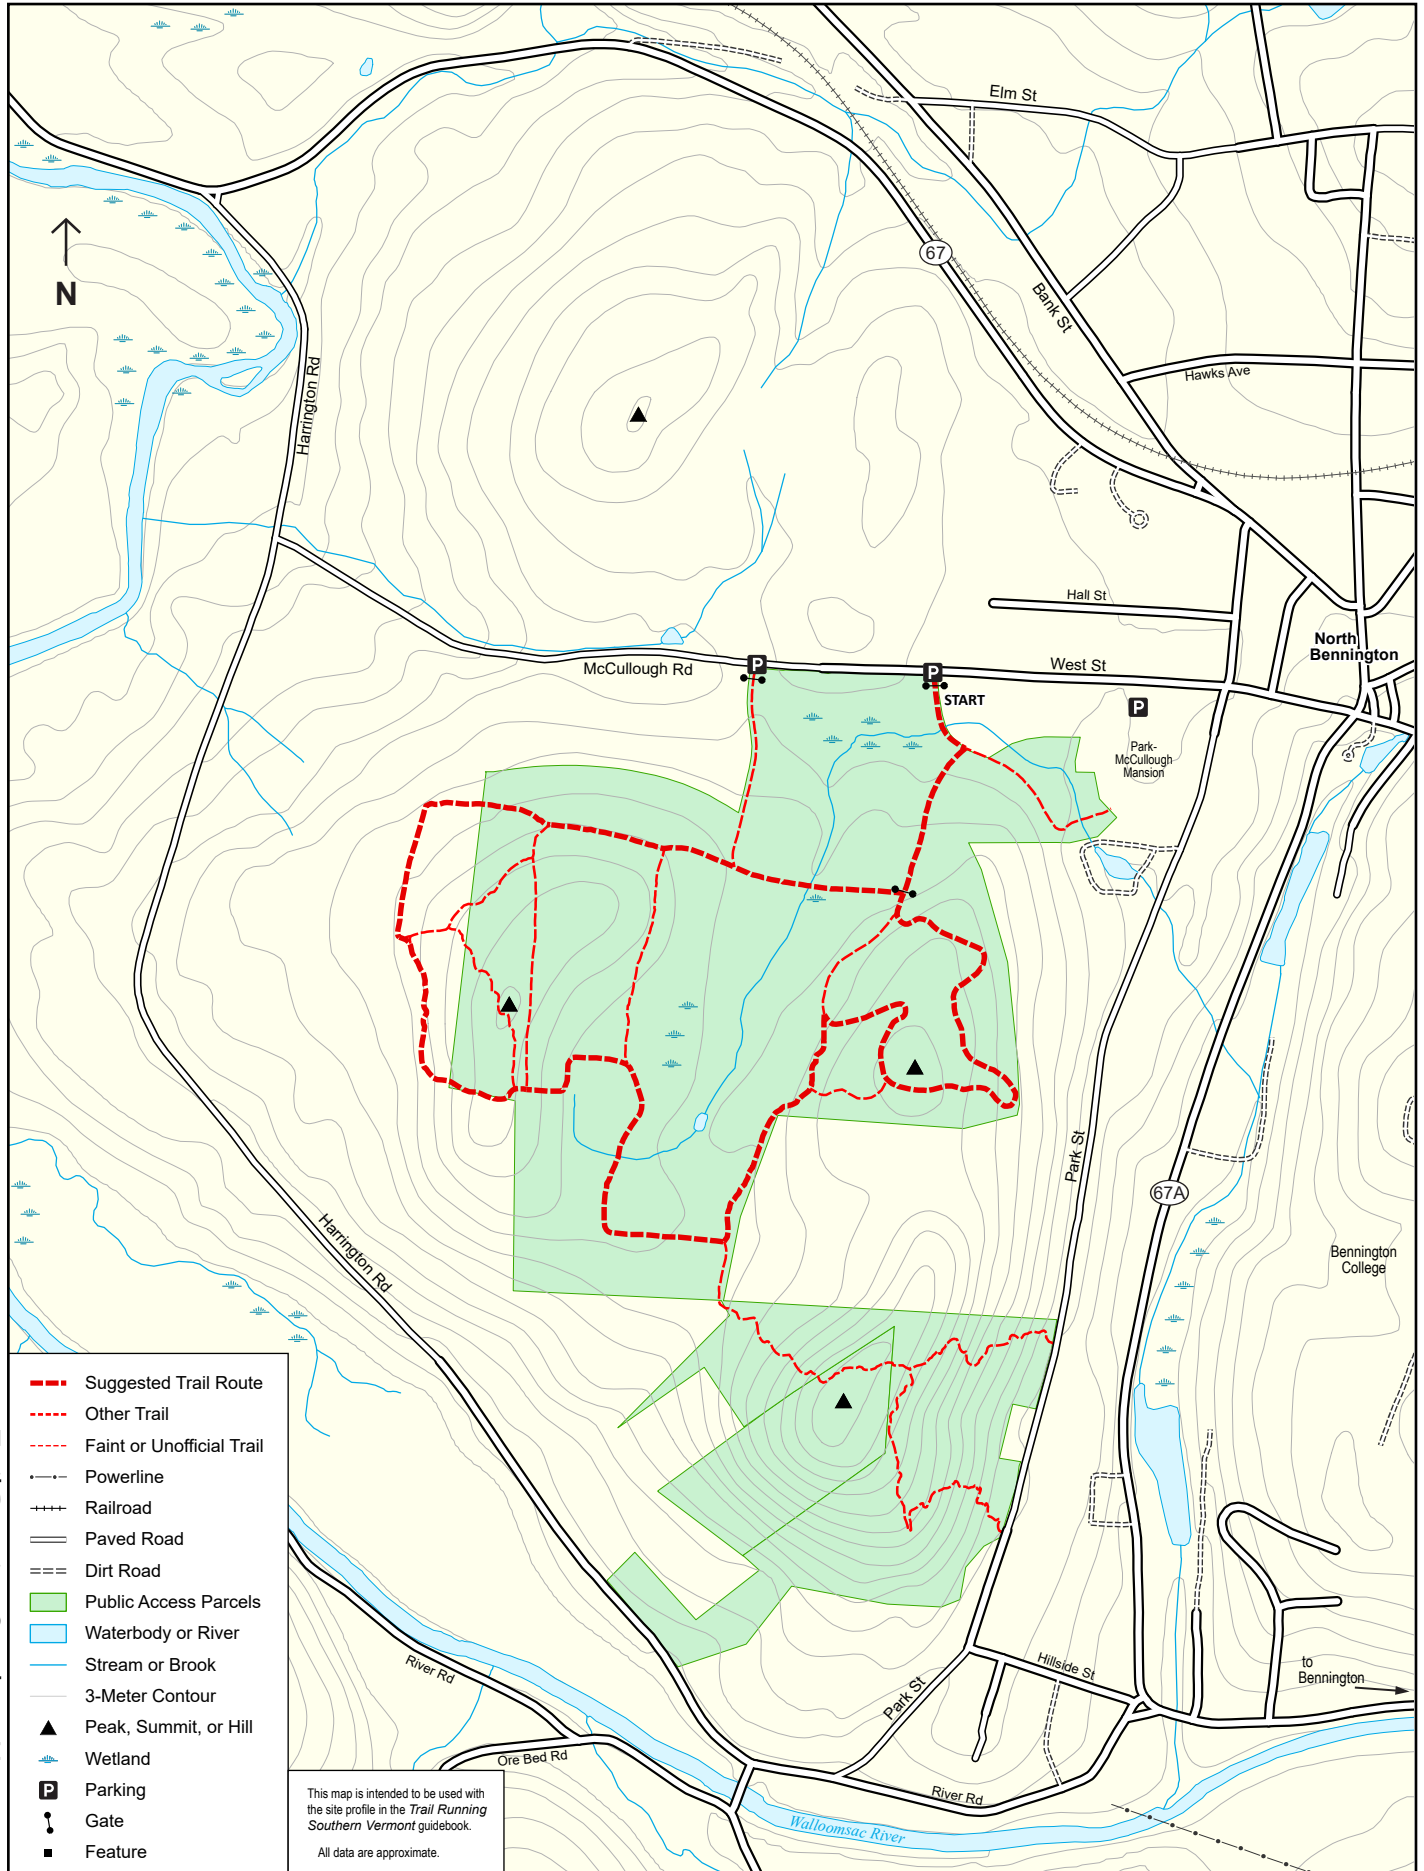 Elm St
67
Bank St
N
Harrington Rd
Hawks Ave
Hall St
North
Bennington
McCullough Rd
P
P
West St
START
P
Park-
McCullough
Mansion
Park St
67A
Harrington Rd
Bennington
College
Suggested Trail Route
Other Trail
Faint or Unofficial Trail
Powerline
Railroad
Paved Road
Dirt Road
Public Access Parcels
Waterbody or River
Stream or Brook
3-Meter Contour
Peak, Summit, or Hill
Wetland
P Parking
Gate
Feature
River Rd
Ore Bed Rd
Park St
Hillside St
to
Bennington
River Rd
Walloomsac River
This map is intended to be used with
the site profile in the Trail Running
Southern Vermont guidebook.
All data are approximate.